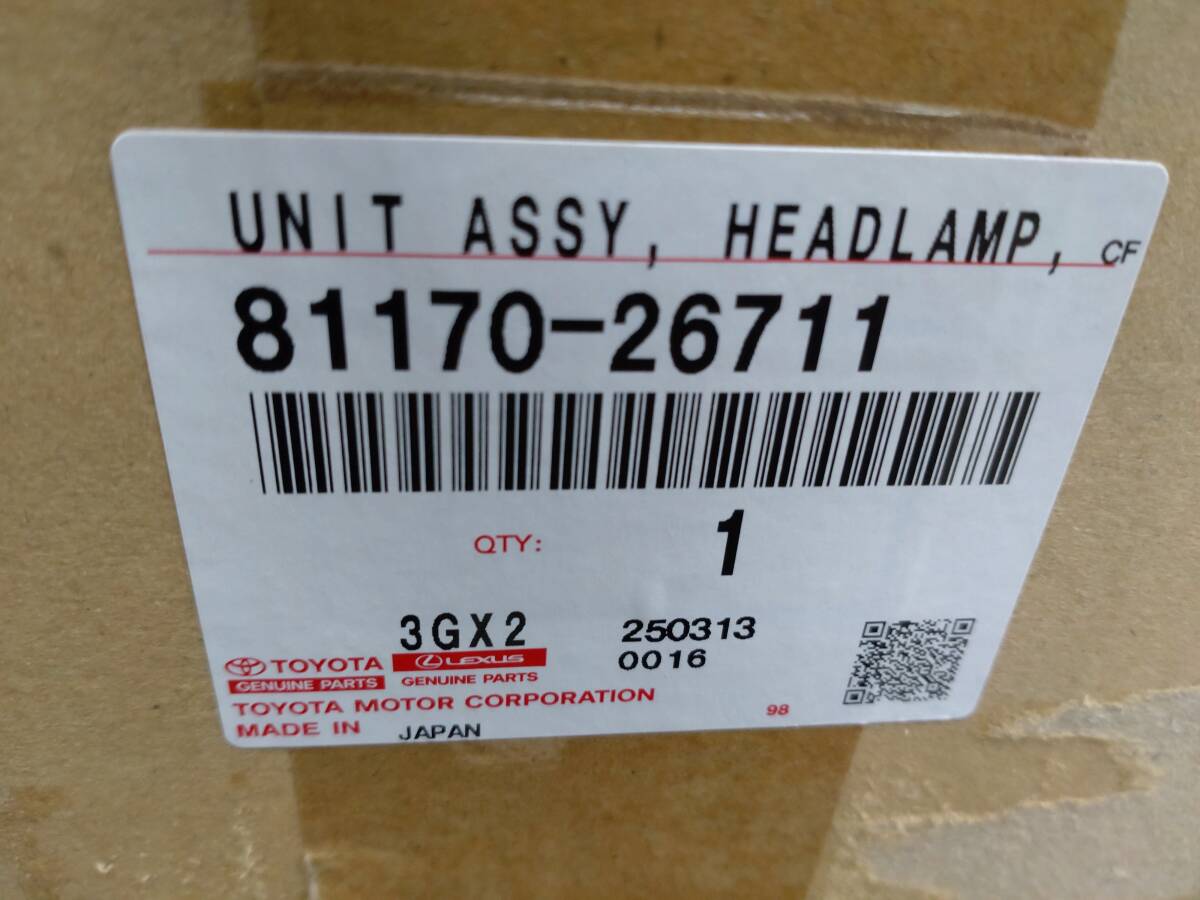 UNIT ASSY, HEADLAMP, CF
81170-26711
QTY: 1
3GX2 250313
TOYOTA LEXUS 0016
GENUINE PARTS GENUINE PARTS
TOYOTA MOTOR CORPORATION 98
MADE IN JAPAN